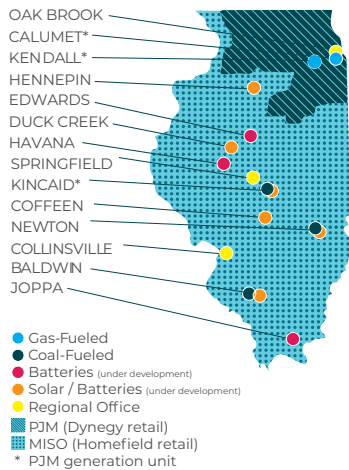 OAK BROOK
CALUMET*
KENDALL*
HENNEPIN
EDWARDS
DUCK CREEK
HAVANA
SPRINGFIELD
KINCAID*
COFFEEN
NEWTON
COLLINSVILLE
BALDWIN
JOPPA
Gas-Fueled
Coal-Fueled
Batteries (under development)
Solar / Batteries (under development)
Regional Office
PJM (Dynegy retail)
MISO (Homefield retail)
* PJM generation unit